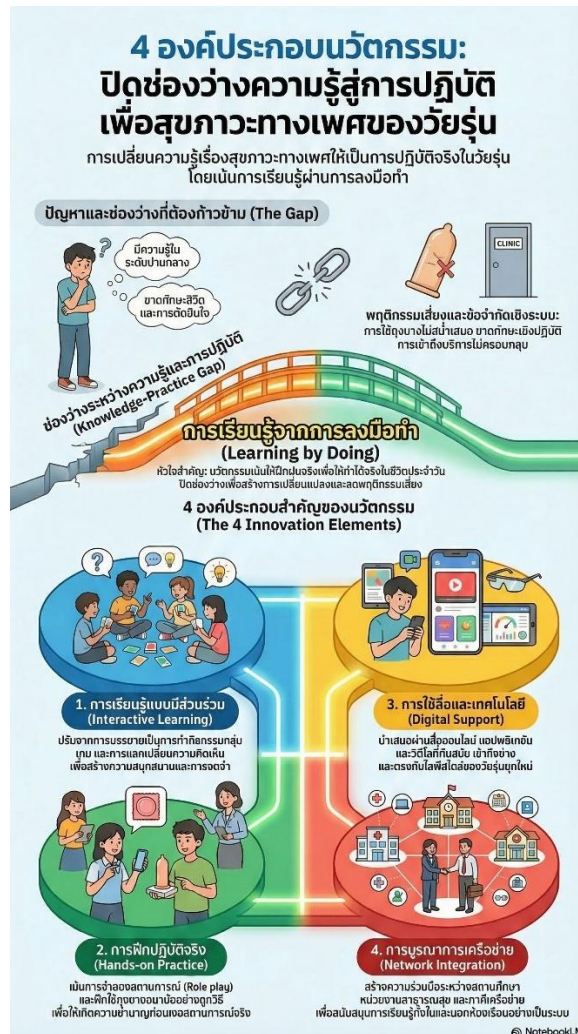 4 องค์ประกอบนวัตกรรม:
ปิดช่องว่างความรู้สู่การปฏิบัติ
เพื่อสุขภาวะทางเพศของวัยรุ่น
การเปลี่ยนความรู้เรื่องสุขภาวะทางเพศให้เป็นการปฏิบัติจริงในวัยรุ่น
โดยเน้นการเรียนรู้ผ่านการลงมือทำ
ปัญหาและช่องว่างที่ต้องก้าวข้าม (The Gap)
มีความรู้ใน
ระดับปานกลาง
ขาดทักษะชีวิต
และการตัดสินใจ
CLINIC
พฤติกรรมเสี่ยงและข้อจำกัดเชิงระบบ:
การใช้ถุงยางไม่สม่ำเสมอ ขาดทักษะเชิงปฏิบัติ
การเข้าถึงบริการไม่ครอบคลุม
ช่องว่างระหว่างความรู้และการปฏิบัติ
(Knowledge-Practice Gap)
การเรียนรู้จากการลงมือทำ
(Learning by Doing)
หัวใจสำคัญ: นวัตกรรมเน้นให้ฝึกฝนจริงเพื่อให้ทำได้จริงในชีวิตประจำวัน
ปิดช่องว่างเพื่อสร้างการเปลี่ยนแปลงและลดพฤติกรรมเสี่ยง
4 องค์ประกอบสำคัญของนวัตกรรม
(The 4 Innovation Elements)
1. การเรียนรู้แบบมีส่วนร่วม
(Interactive Learning)
ปรับจากการบรรยายเป็นการทำกิจกรรมกลุ่ม
เกม และการแลกเปลี่ยนความคิดเห็น
เพื่อสร้างความสนุกสนานและการจดจำ
3. การใช้สื่อและเทคโนโลยี
(Digital Support)
นำเสนอผ่านสื่อออนไลน์ แอปพลิเคชัน
และวิดีโอที่ทันสมัย เข้าถึงง่าย
และตรงกับไลฟ์สไตล์ของวัยรุ่นยุคใหม่
2. การฝึกปฏิบัติจริง
(Hands-on Practice)
เน้นการจำลองสถานการณ์ (Role play)
และฝึกใช้ถุงยางอนามัยอย่างถูกวิธี
เพื่อให้เกิดความชำนาญก่อนเจอสถานการณ์จริง
4. การบูรณาการเครือข่าย
(Network Integration)
สร้างความร่วมมือระหว่างสถานศึกษา
หน่วยงานสาธารณสุข และภาคีเครือข่าย
เพื่อสนับสนุนการเรียนรู้ทั้งในและนอกห้องเรียนอย่างเป็นระบบ